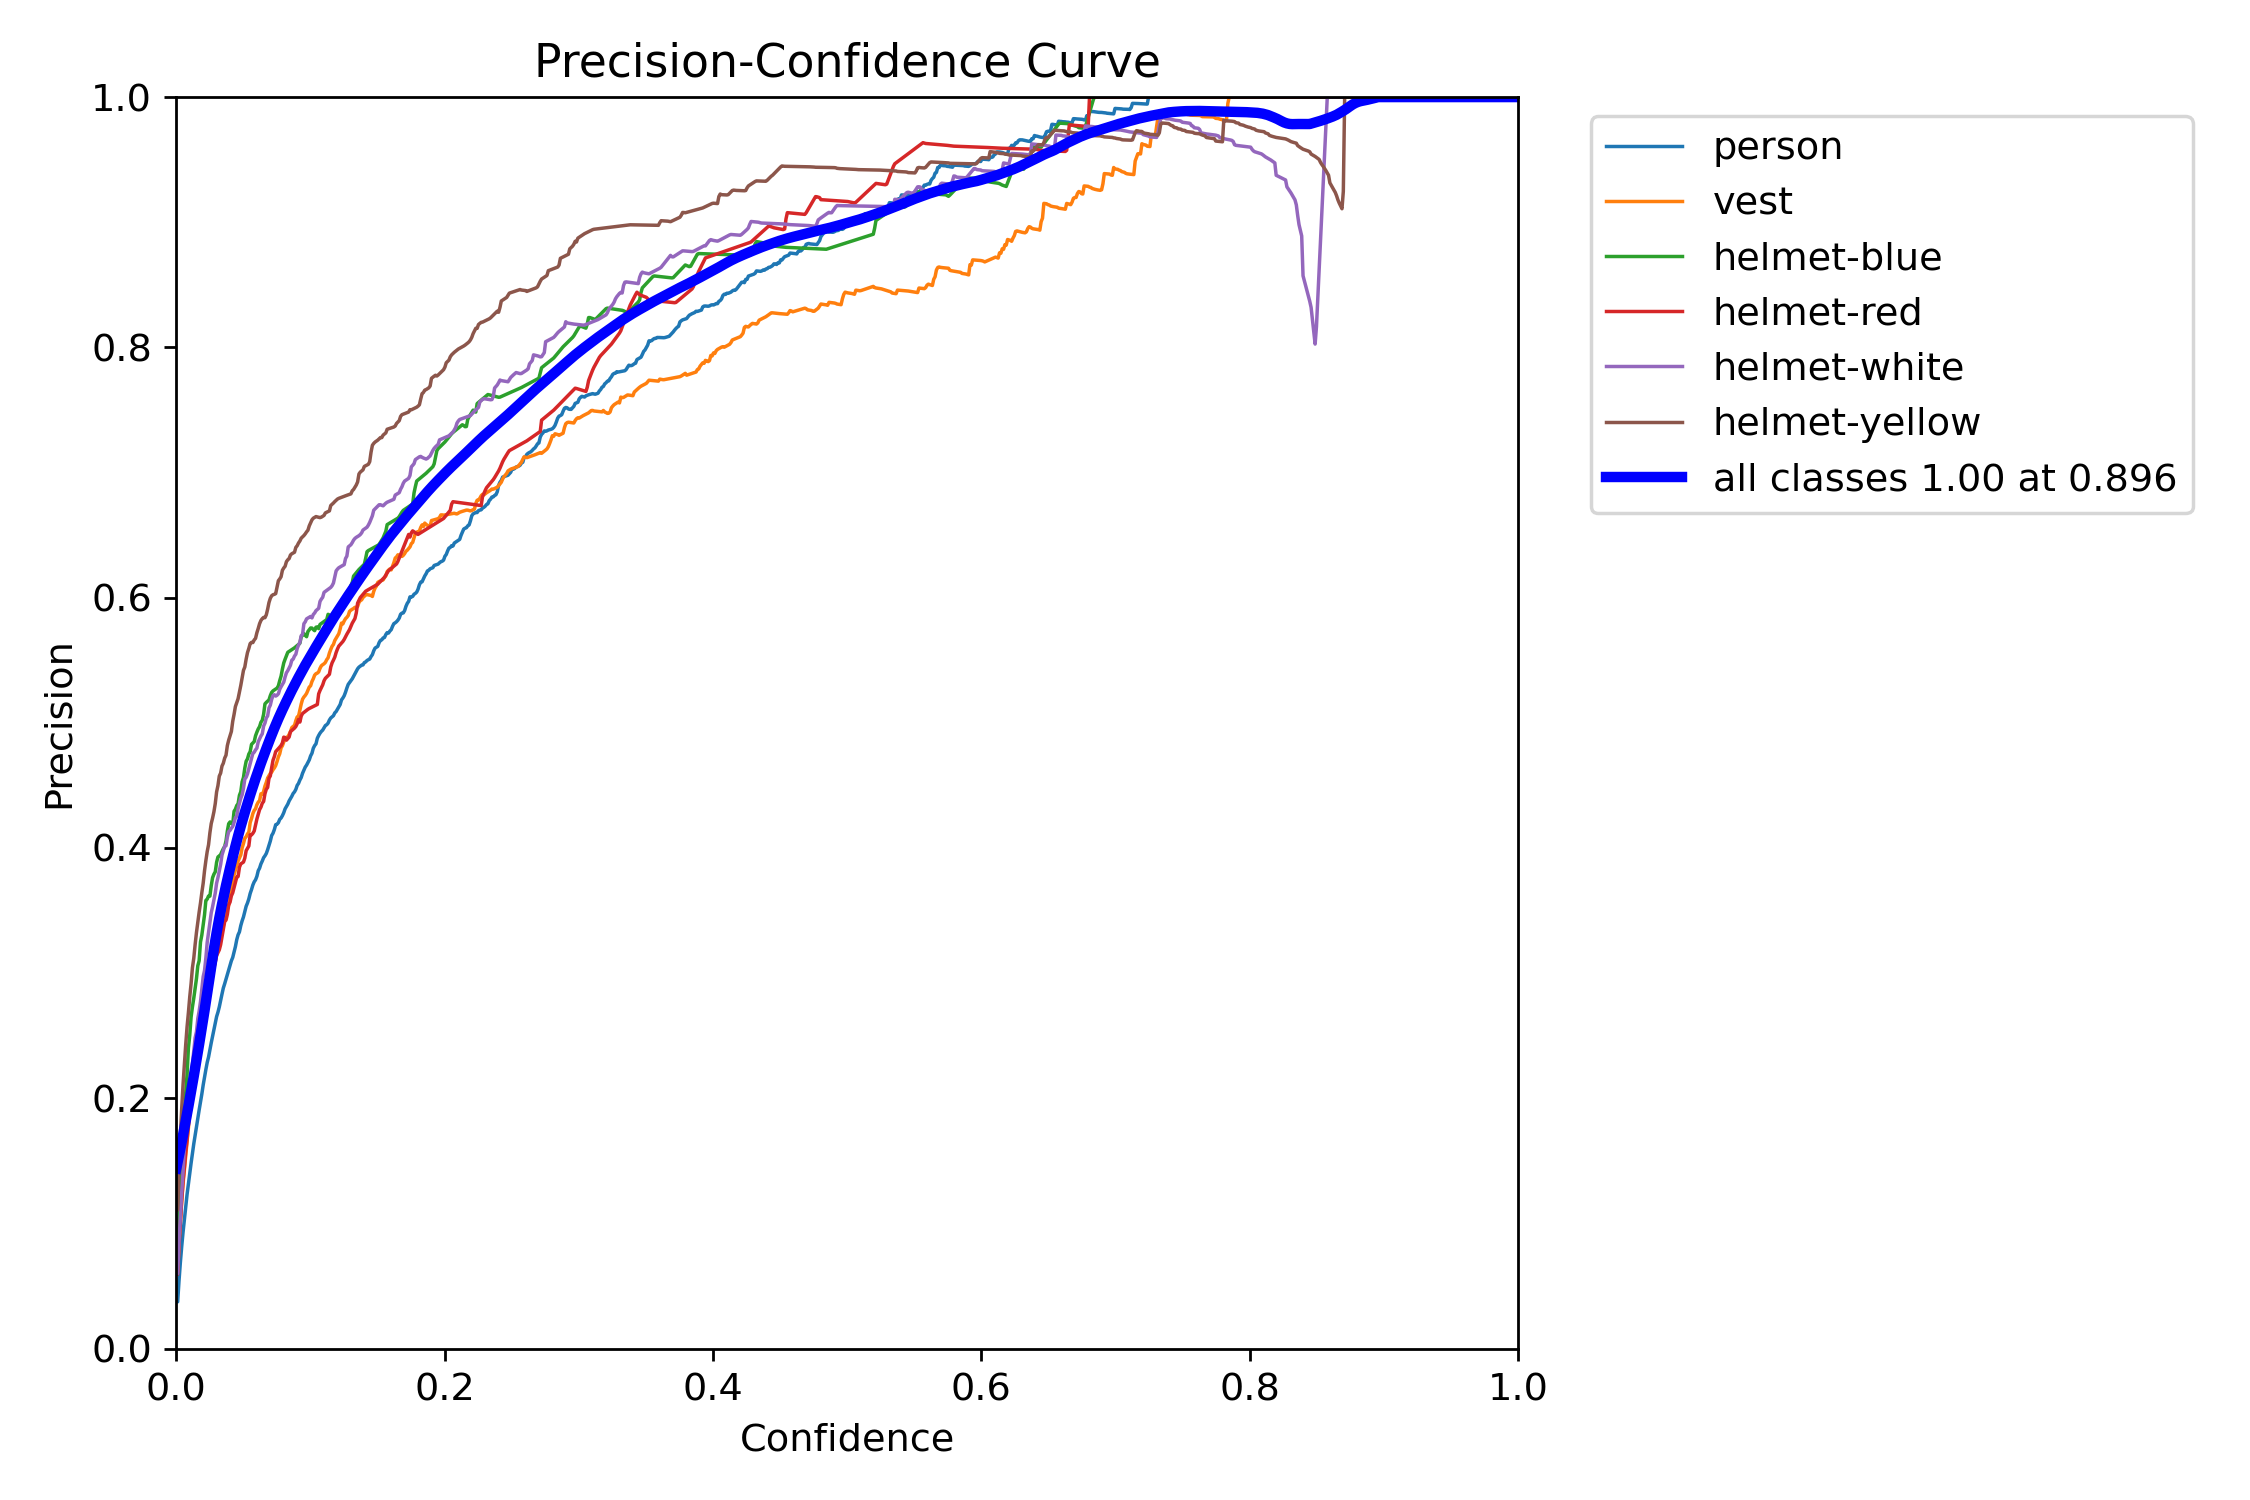 Precision-Confidence Curve
1.0
0.8
0.6
0.4
0.2
0.0
Precision
0.0 0.2 0.4 0.6 0.8 1.0
Confidence
person
vest
helmet-blue
helmet-red
helmet-white
helmet-yellow
all classes 1.00 at 0.896